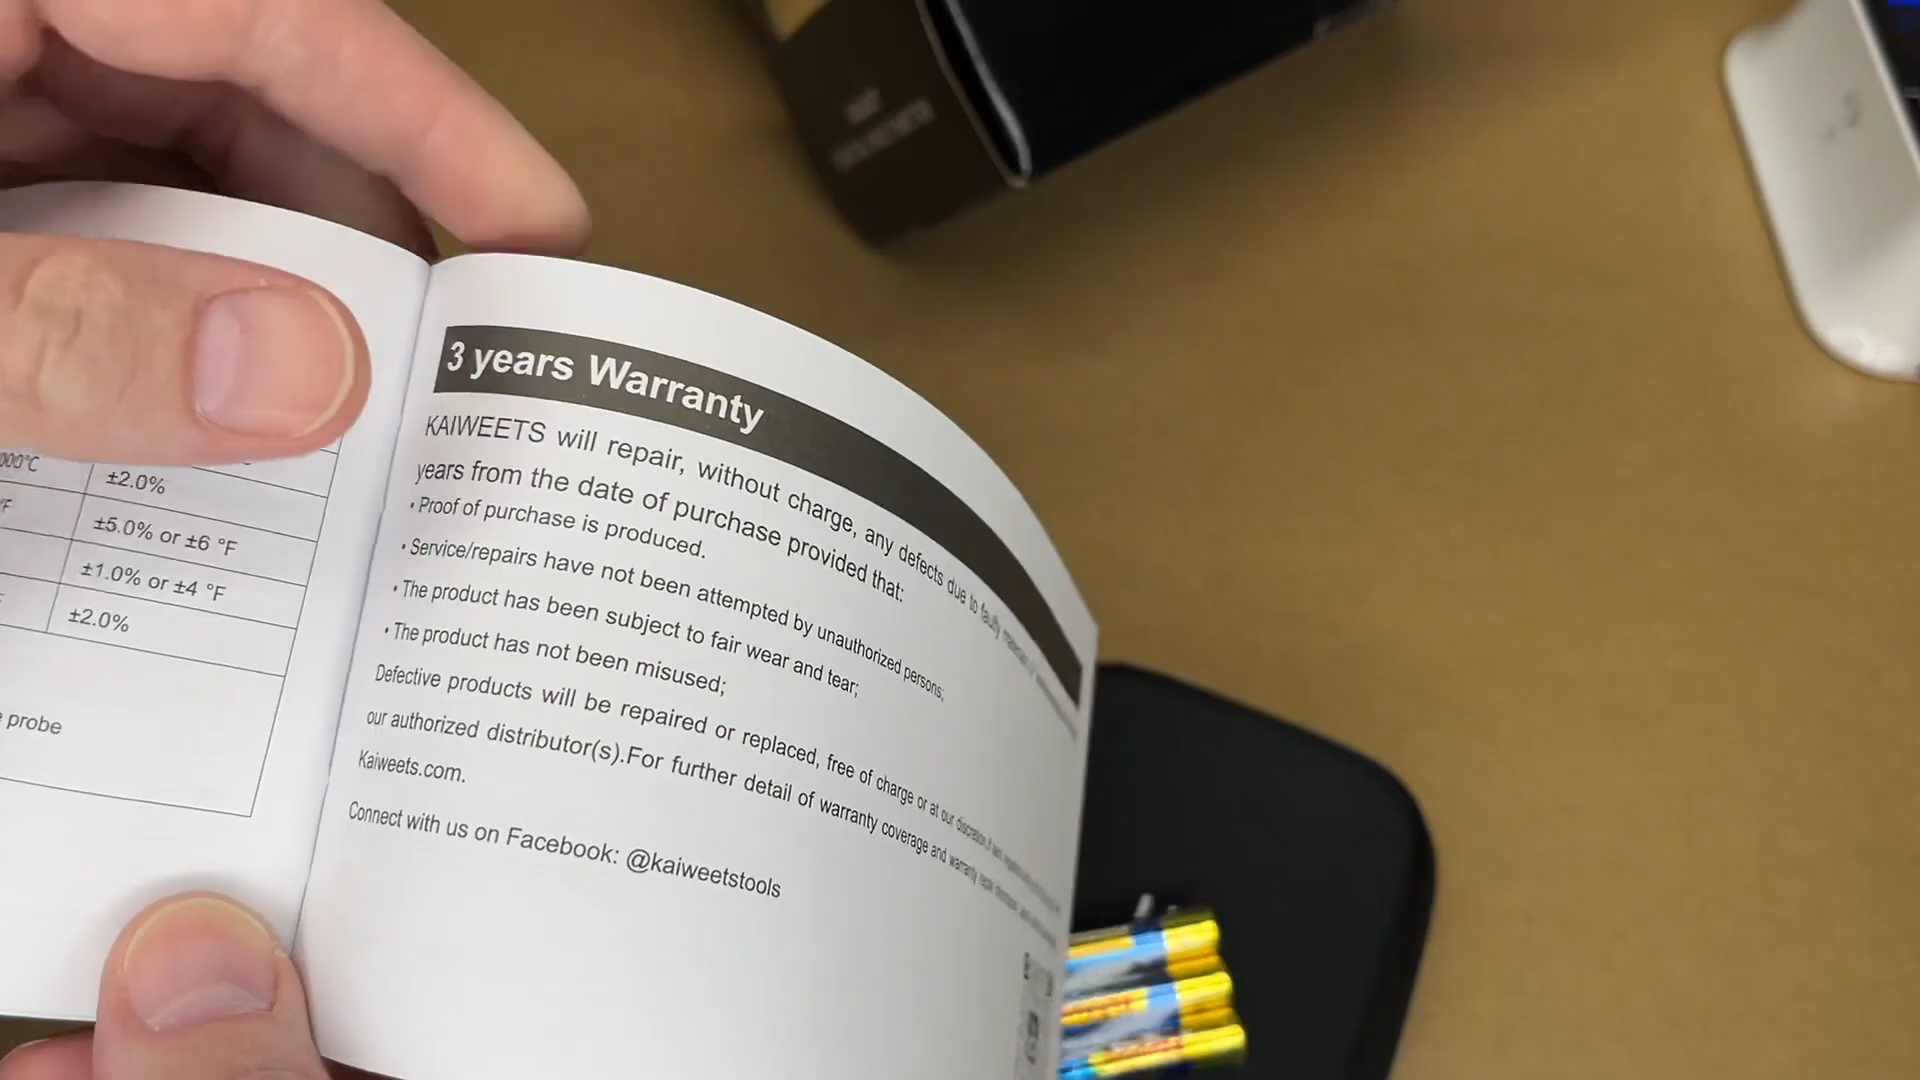 000°C
±2.0%
°F
±5.0% or ±6 °F
±1.0% or ±4 °F
±2.0%
probe
3 years Warranty
KAIWEETS will repair, without charge, any defects due to faulty
years from the date of purchase provided that:
• Proof of purchase is produced.
• Service/repairs have not been attempted by unauthorized persons;
• The product has been subject to fair wear and tear;
• The product has not been misused;
Defective products will be repaired or replaced, free of charge or at our discretion,
our authorized distributor(s).For further detail of warranty coverage and warranty repair
Kaiweets.com.
Connect with us on Facebook: @kaiweetstools